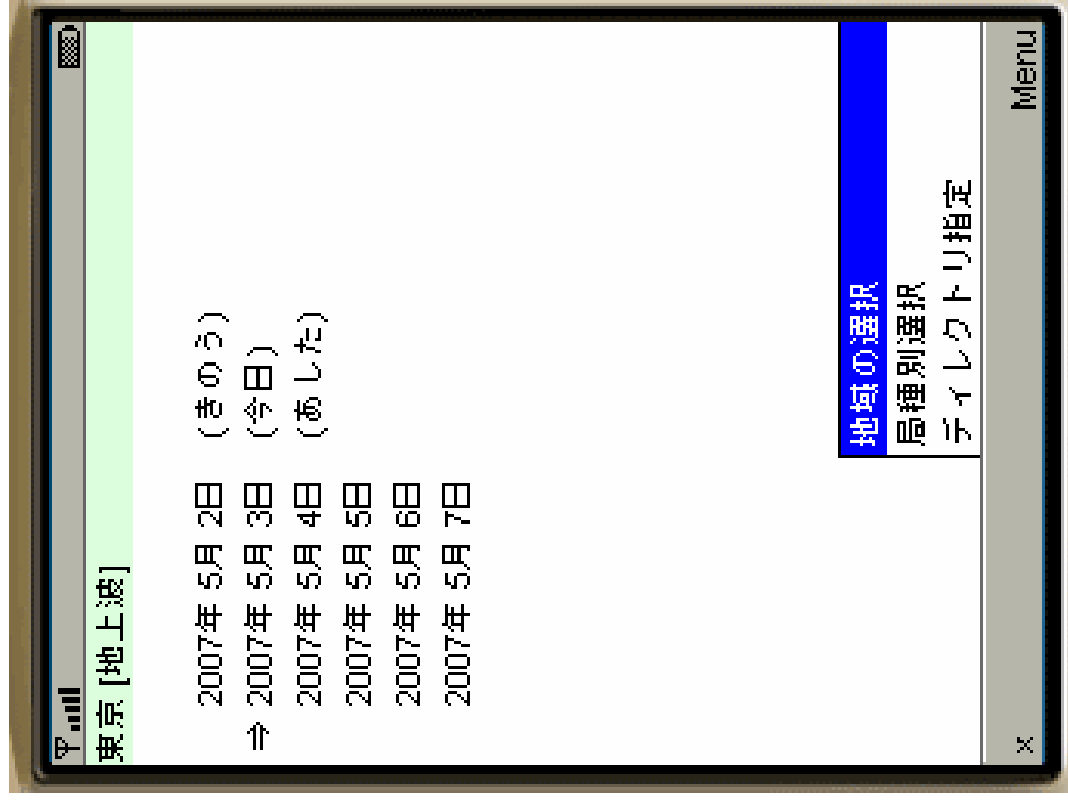 東京 [地上波]
2007年 5月 2日 (きのう)
⇒ 2007年 5月 3日 (今日)
2007年 5月 4日 (あした)
2007年 5月 5日
2007年 5月 6日
2007年 5月 7日
地域の選択
局種別選択
ディレクトリ指定
× Menu